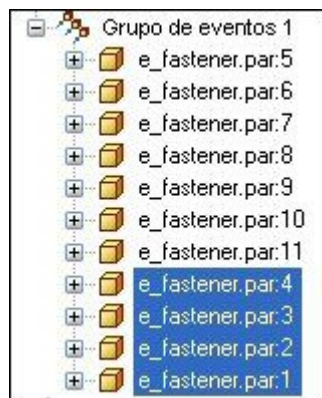 Grupo de eventos 1
e_fastener.par:5
e_fastener.par:6
e_fastener.par:7
e_fastener.par:8
e_fastener.par:9
e_fastener.par:10
e_fastener.par:11
e_fastener.par:4
e_fastener.par:3
e_fastener.par:2
e_fastener.par:1